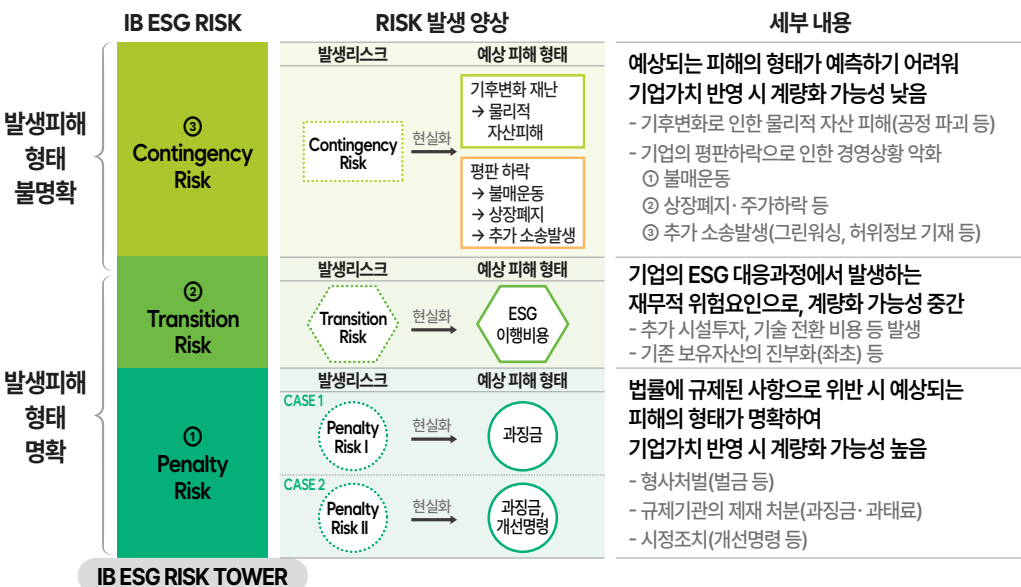 IB ESG RISK
RISK 발생 양상
세부 내용
발생피해
형태
불명확
③
Contingency
Risk
발생리스크
예상 피해 형태
Contingency
Risk
현실화
기후변화 재난
→ 물리적
자산피해
평판 하락
→ 불매운동
→ 상장폐지
→ 추가 소송발생
예상되는 피해의 형태가 예측하기 어려워
기업가치 반영 시 계량화 가능성 낮음
- 기후변화로 인한 물리적 자산 피해(공정 파괴 등)
- 기업의 평판하락으로 인한 경영상황 악화
① 불매운동
② 상장폐지· 주가하락 등
③ 추가 소송발생(그린워싱, 허위정보 기재 등)
발생피해
형태
명확
②
Transition
Risk
발생리스크
예상 피해 형태
Transition
Risk
현실화
ESG
이행비용
기업의 ESG 대응과정에서 발생하는
재무적 위험요인으로, 계량화 가능성 중간
- 추가 시설투자, 기술 전환 비용 등 발생
- 기존 보유자산의 진부화(좌초) 등
①
Penalty
Risk
발생리스크
예상 피해 형태
CASE 1
Penalty
Risk I
현실화
과징금
CASE 2
Penalty
Risk II
현실화
과징금,
개선명령
법률에 규제된 사항으로 위반 시 예상되는
피해의 형태가 명확하여
기업가치 반영 시 계량화 가능성 높음
- 형사처벌(벌금 등)
- 규제기관의 제재 처분(과징금· 과태료)
- 시정조치(개선명령 등)
IB ESG RISK TOWER